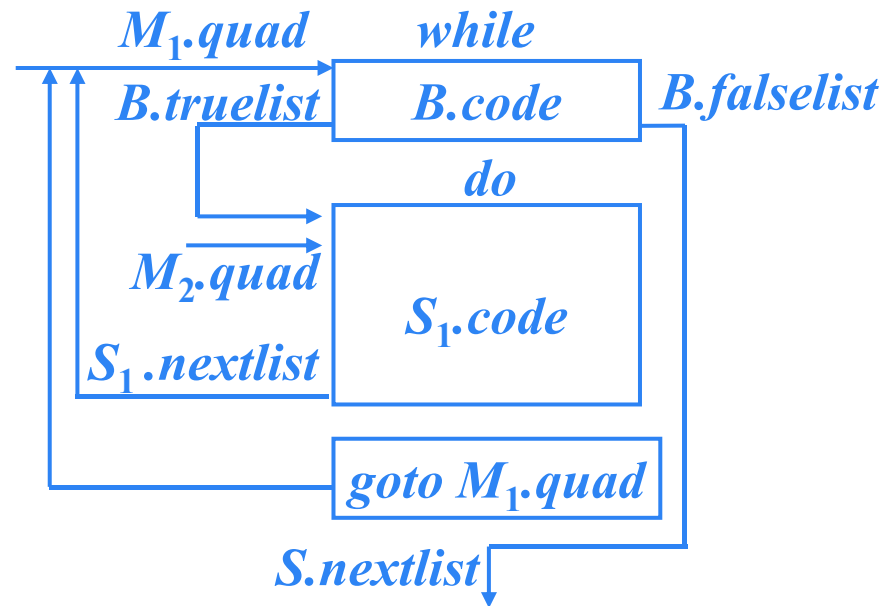 M₁.quad while
B.truelist B.code B.falselist
do
M₂.quad
S₁.code
S₁.nextlist
goto M₁.quad
S.nextlist